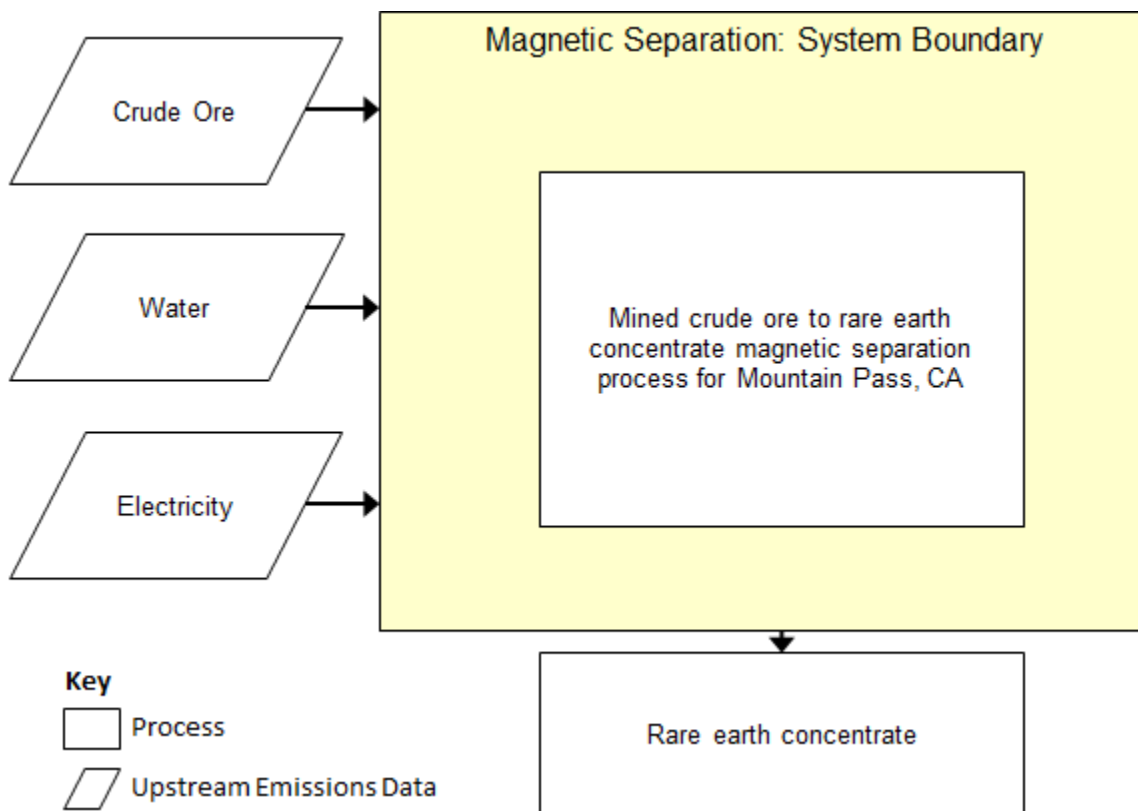 Magnetic Separation: System Boundary
Crude Ore
Water
Electricity
Mined crude ore to rare earth
concentrate magnetic separation
process for Mountain Pass, CA
Rare earth concentrate
Key
Process
Upstream Emissions Data